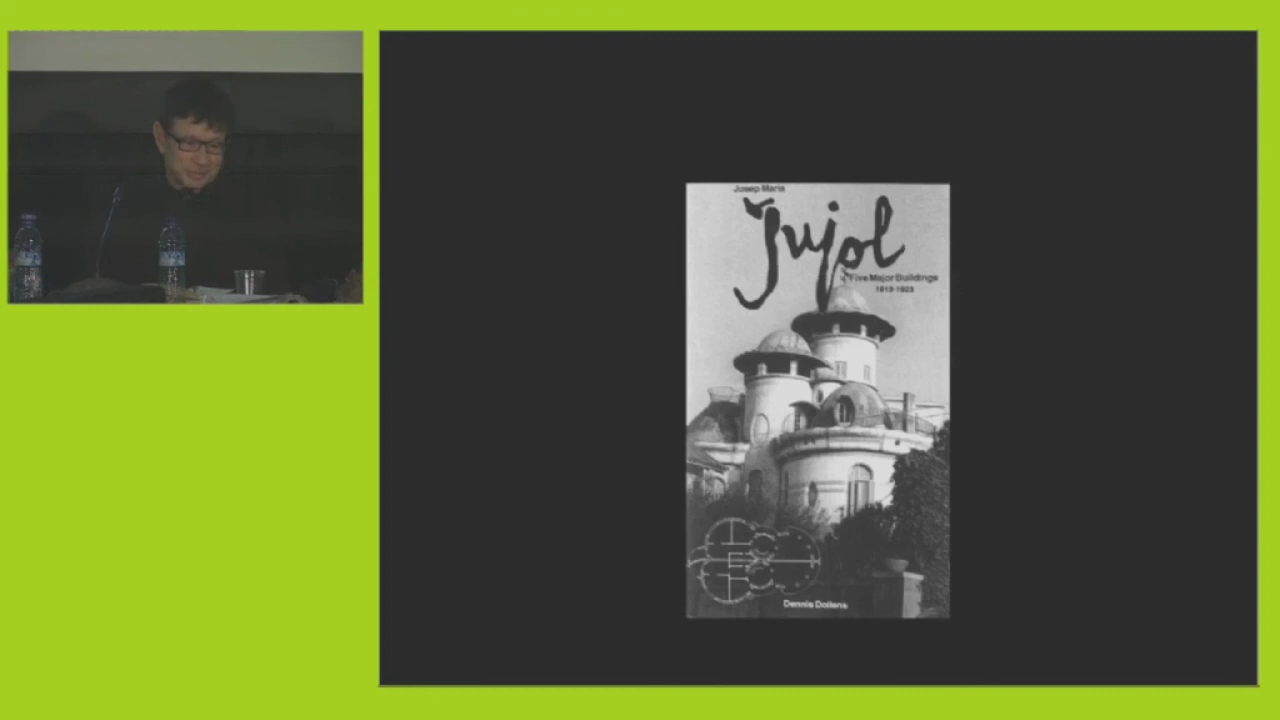 Josep Maria
Jujol
Five Major Buildings
1913-1923
Dennis Dollens